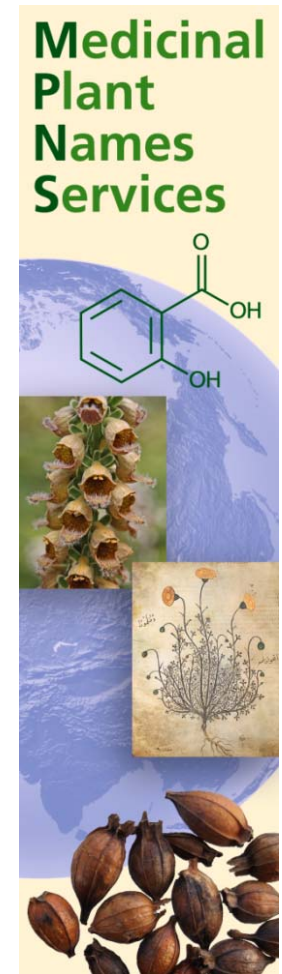 Medicinal
Plant
Names
Services
O
OH
OH